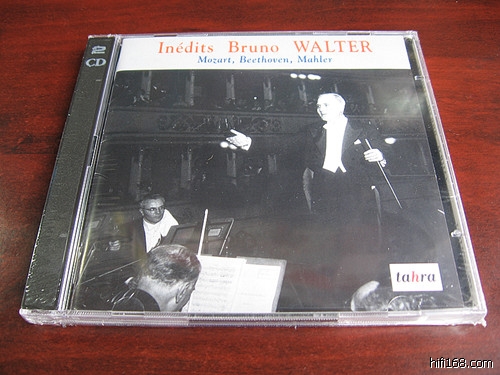 2
CD
Inédits Bruno WALTER
Mozart, Beethoven, Mahler
tahra
hifi168.com